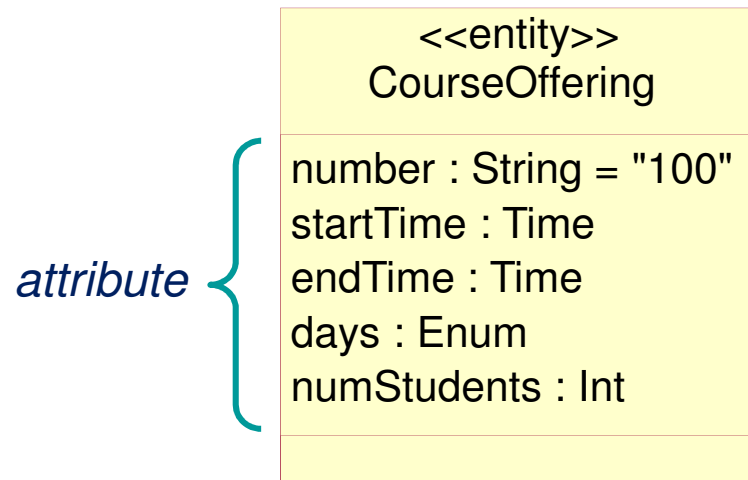 <<entity>>
CourseOffering
attribute
number : String = "100"
startTime : Time
endTime : Time
days : Enum
numStudents : Int